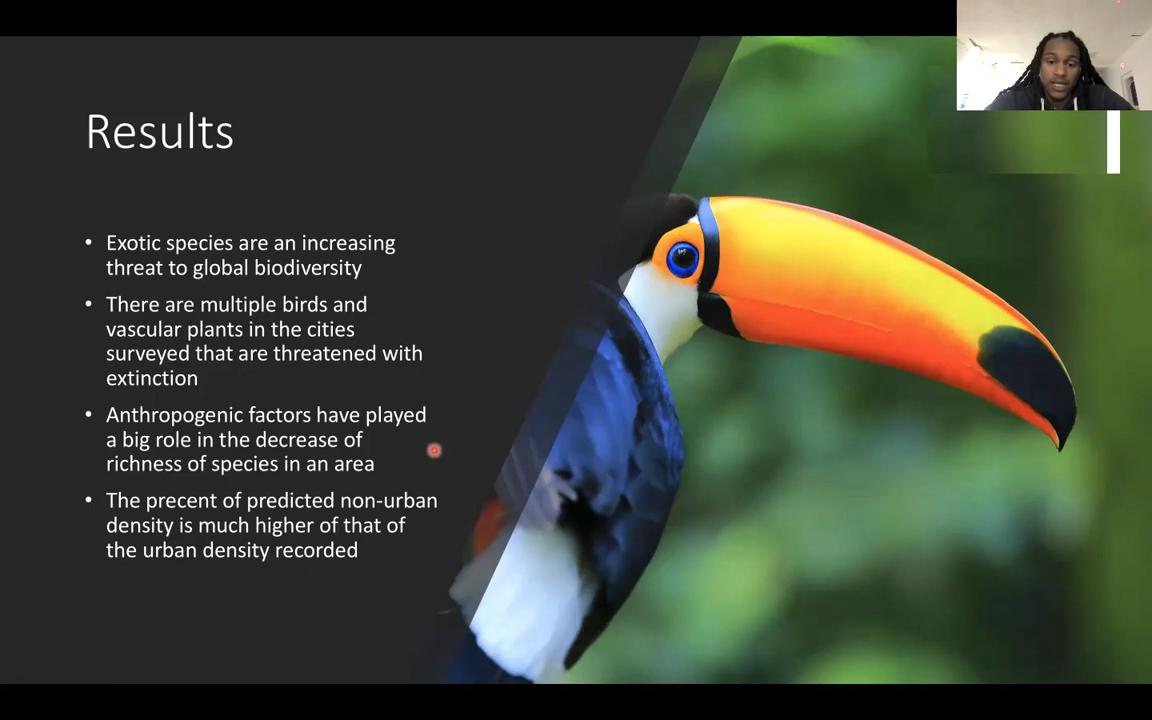 Results
• Exotic species are an increasing
threat to global biodiversity
• There are multiple birds and
vascular plants in the cities
surveyed that are threatened with
extinction
• Anthropogenic factors have played
a big role in the decrease of
richness of species in an area
• The precent of predicted non-urban
density is much higher of that of
the urban density recorded